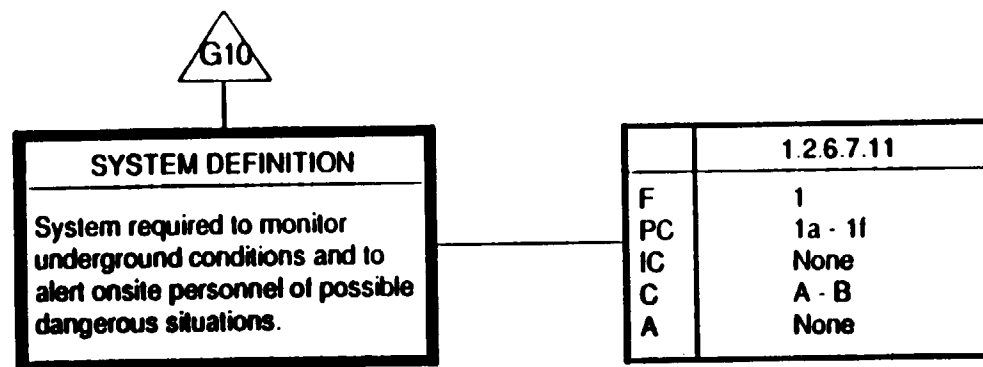 G10
SYSTEM DEFINITION
System required to monitor
underground conditions and to
alert onsite personnel of possible
dangerous situations.
1.2.6.7.11
F 1
PC 1a - 1f
IC None
C A - B
A None